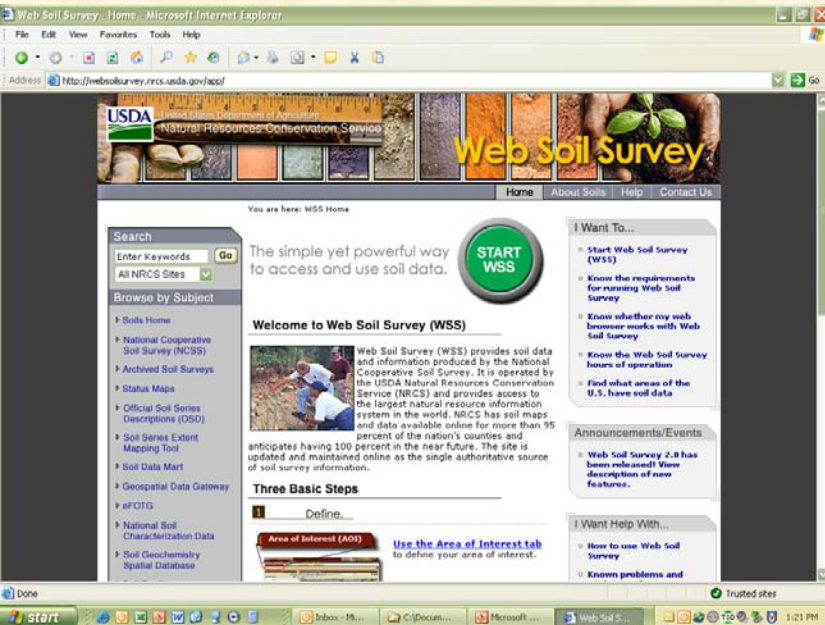 Web Soil Survey - Home - Microsoft Internet Explorer
File Edit View Favorites Tools Help
Address http://websoilsurvey.nrcs.usda.gov/app/ Go
USDA
United States Department of Agriculture
Natural Resources Conservation Service
Web Soil Survey
Home About Soils Help Contact Us
You are here: WSS Home
Search
Enter Keywords Go
All NRCS Sites
Browse by Subject
Soils Home
National Cooperative
Soil Survey (NCSS)
Archived Soil Surveys
Status Maps
Official Soil Series
Descriptions (OSD)
Soil Series Extent
Mapping Tool
Soil Data Mart
Geospatial Data Gateway
eFOTG
National Soil
Characterization Data
Soil Geochemistry
Spatial Database
The simple yet powerful way
to access and use soil data.
START
WSS
Welcome to Web Soil Survey (WSS)
Web Soil Survey (WSS) provides soil data
and information produced by the National
Cooperative Soil Survey. It is operated by
the USDA Natural Resources Conservation
Service (NRCS) and provides access to
the largest natural resource information
system in the world. NRCS has soil maps
and data available online for more than 95
percent of the nation's counties and
anticipates having 100 percent in the near future. The site is
updated and maintained online as the single authoritative source
of soil survey information.
Three Basic Steps
1 Define.
Area of Interest (AOI)
Use the Area of Interest tab
to define your area of interest.
I Want To...
Start Web Soil Survey
(WSS)
Know the requirements
for running Web Soil
Survey
Know whether my web
browser works with Web
Soil Survey
Know the Web Soil Survey
hours of operation
Find what areas of the
U.S. have soil data
Announcements/Events
Web Soil Survey 2.0 has
been released! View
description of new
features.
I Want Help With...
How to use Web Soil
Survey
Known problems and
Done
Trusted sites
start
Inbox - Mi...
C:\Docum...
Microsoft ...
Web Soil S...
1:21 PM